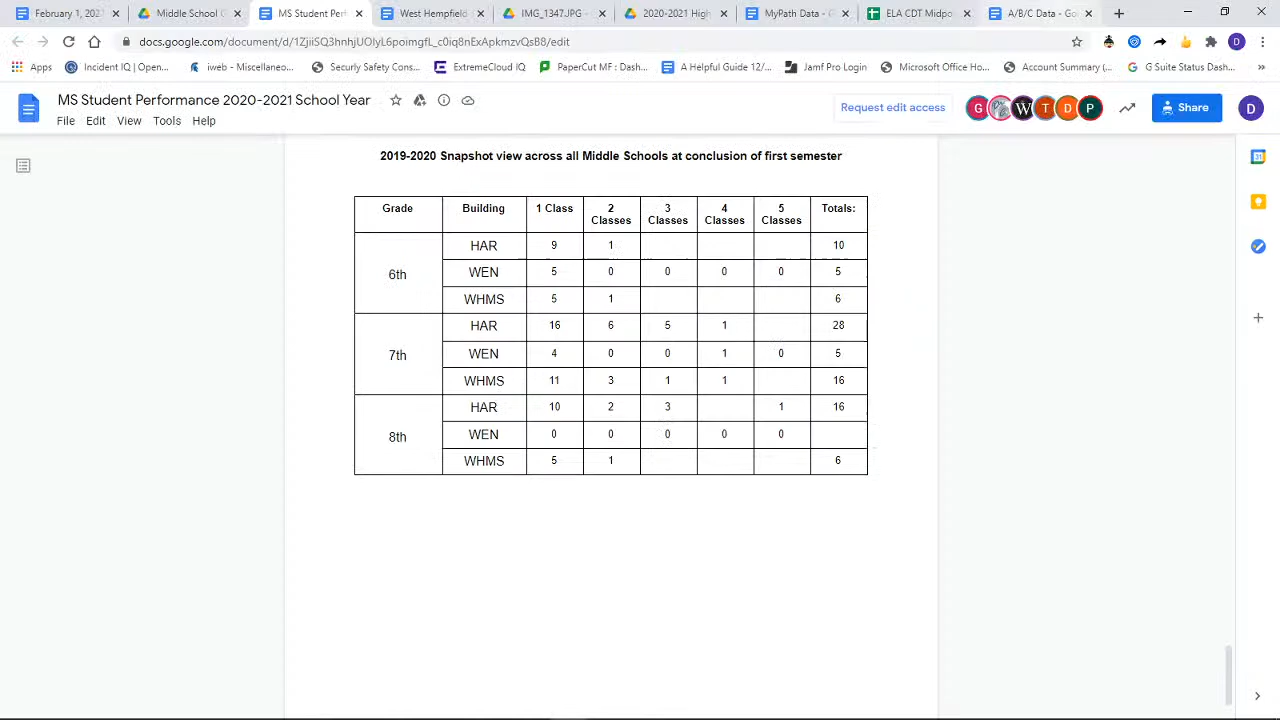 February 1, 202
Middle School (
MS Student Perf
West Hempfield
IMG_1347.JPG -
2020-2021 High
MyPath Data - G
ELA CDT Midpo
A/B/C Data - Go
docs.google.com/document/d/
/edit
Apps
Incident IQ | Open...
iweb - Miscellaneo...
Securly Safety Cons...
ExtremeCloud IQ
PaperCut MF : Dash...
A Helpful Guide 12/...
Jamf Pro Login
Microsoft Office Ho...
Account Summary (...
G Suite Status Dash...
MS Student Performance 2020-2021 School Year
File Edit View Tools Help
Request edit access
G W T D P
Share
D
2019-2020 Snapshot view across all Middle Schools at conclusion of first semester
Grade Building 1 Class 2 Classes 3 Classes 4 Classes 5 Classes Totals:
6th
HAR 9 1 10
WEN 5 0 0 0 0 5
WHMS 5 1 6
7th
HAR 16 6 5 1 28
WEN 4 0 0 1 0 5
WHMS 11 3 1 1 16
8th
HAR 10 2 3 1 16
WEN 0 0 0 0 0
WHMS 5 1 6